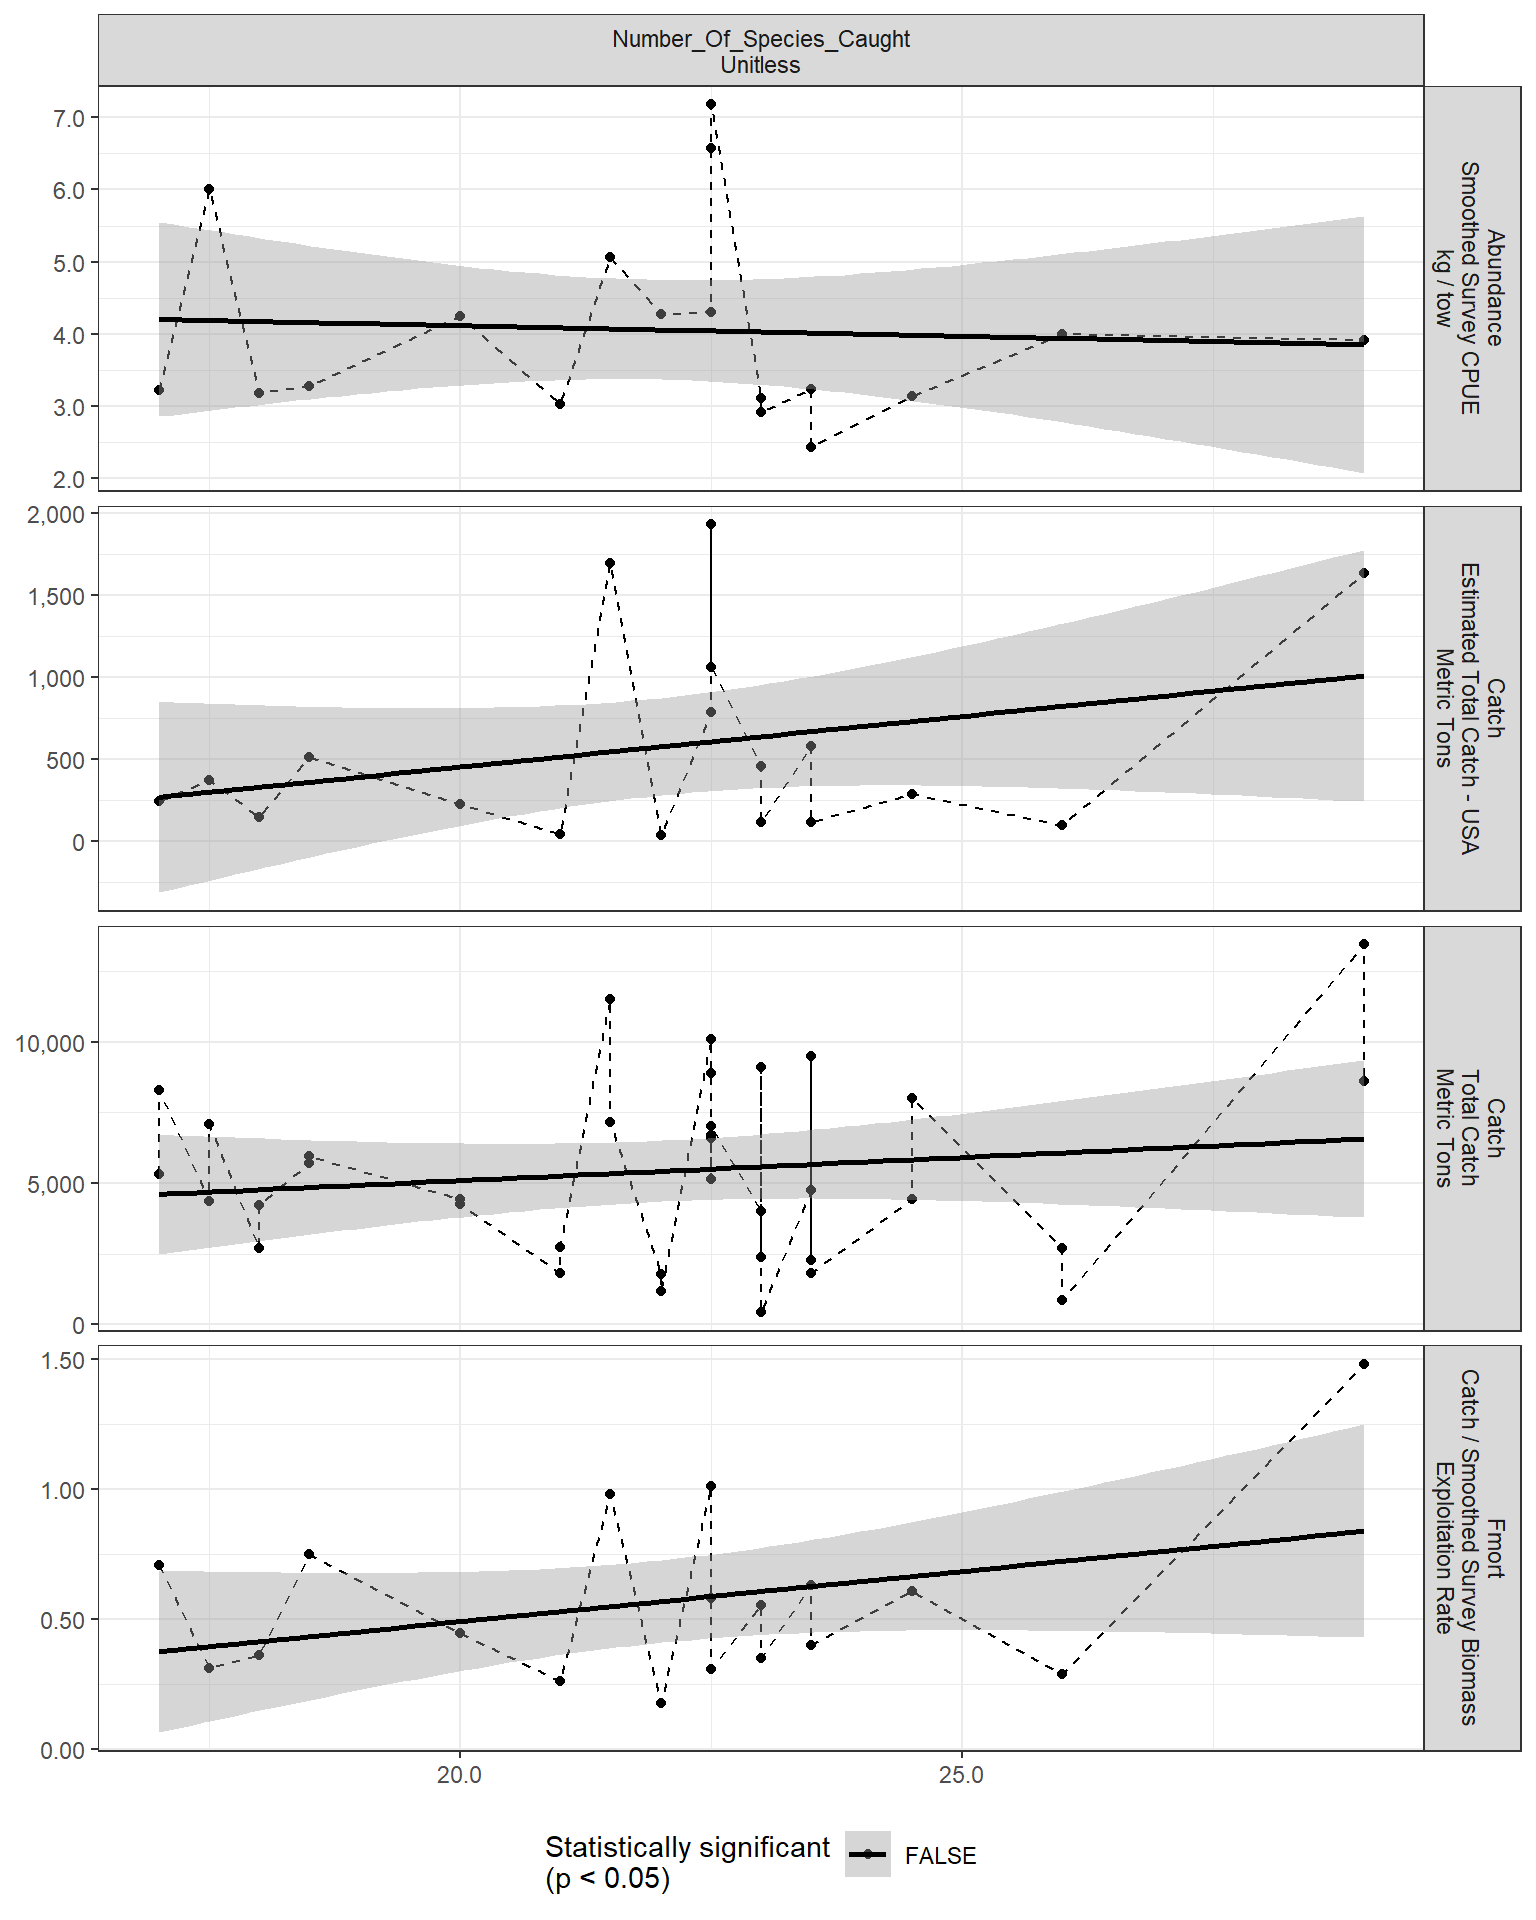 Number_Of_Species_Caught
Unitless
7.0
6.0
5.0
4.0
3.0
2.0
Abundance
Smoothed Survey CPUE
kg / tow
2,000
1,500
1,000
500
0
Catch
Estimated Total Catch - USA
Metric Tons
10,000
5,000
0
Catch
Total Catch
Metric Tons
1.50
1.00
0.50
0.00
Fmort
Catch / Smoothed Survey Biomass
Exploitation Rate
20.0
25.0
Statistically significant
(p < 0.05)
FALSE